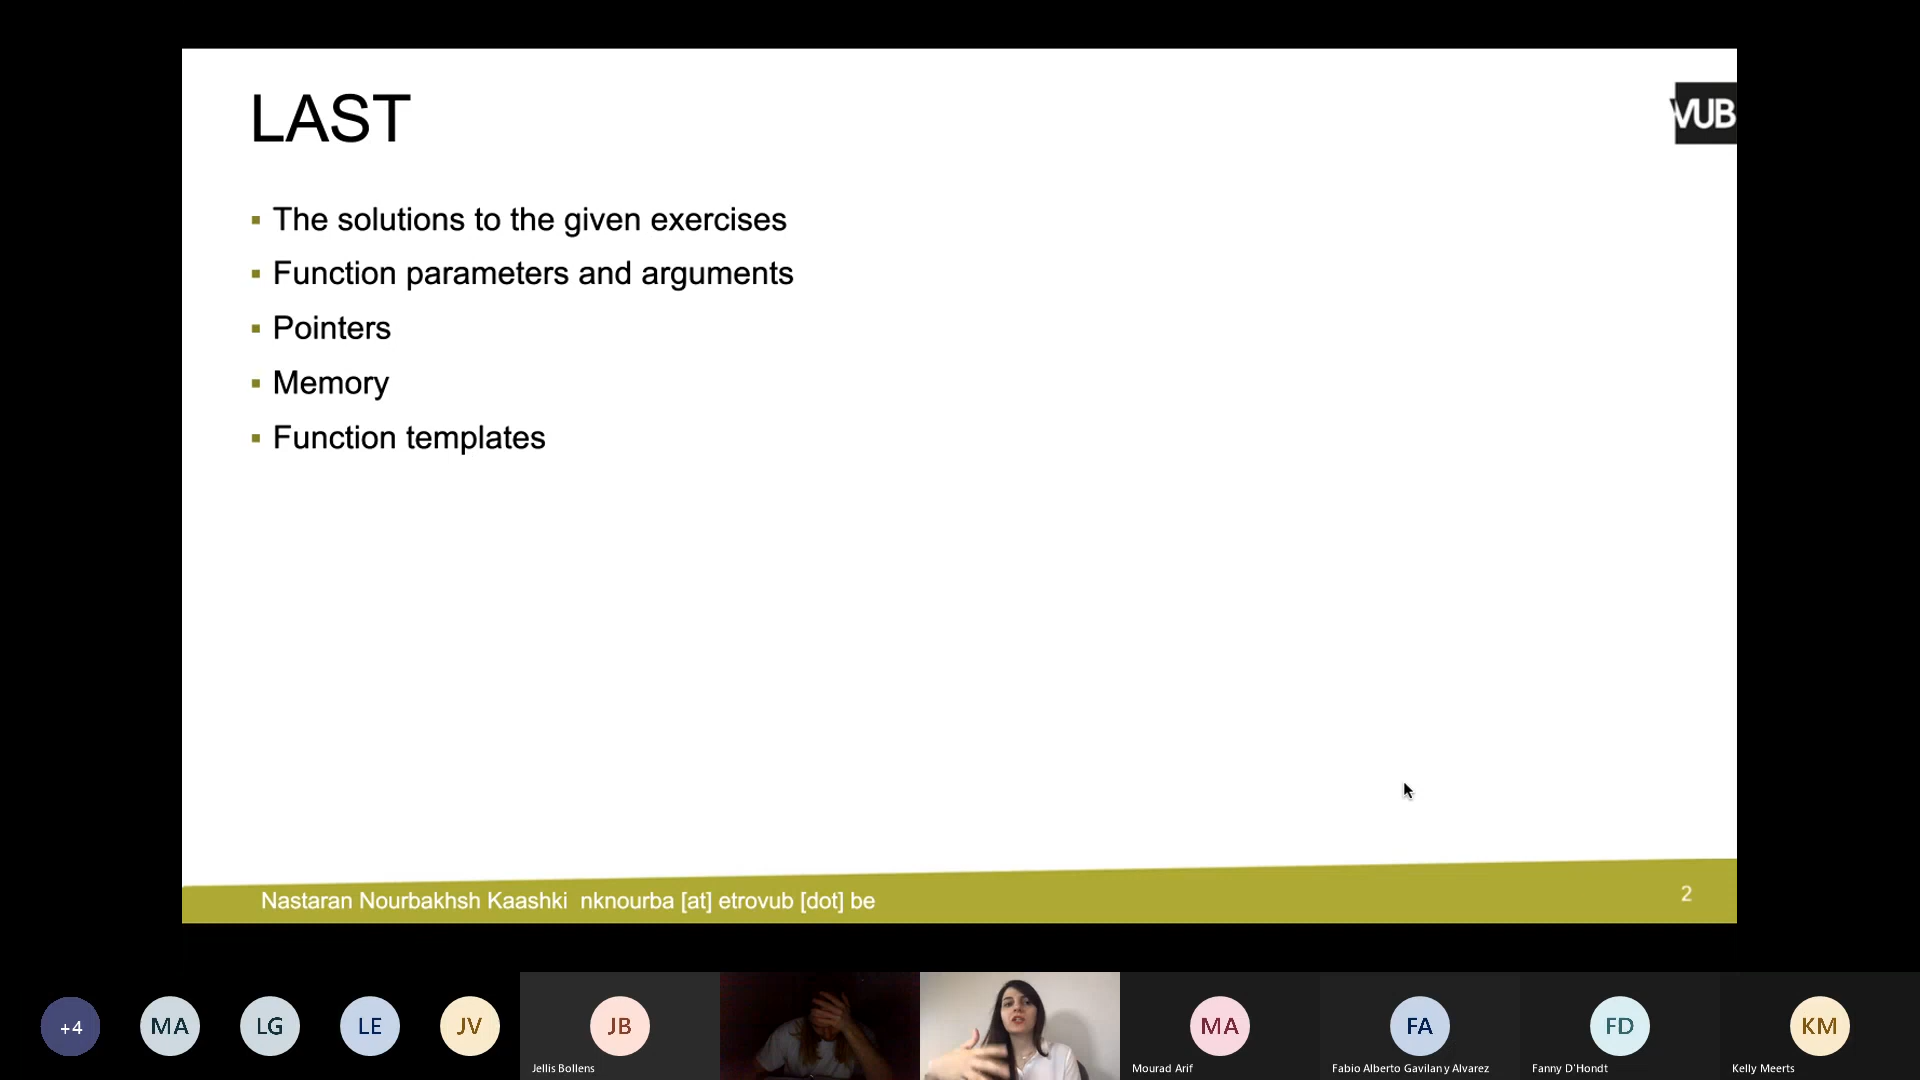 LAST
VUB
The solutions to the given exercises
Function parameters and arguments
Pointers
Memory
Function templates
Nastaran Nourbakhsh Kaashki nknourba [at] etrovub [dot] be
2
+4
MA
LG
LE
JV
JB
Jellis Bollens
MA
Mourad Arif
FA
Fabio Alberto Gavilan y Alvarez
FD
Fanny D'Hondt
KM
Kelly Meerts